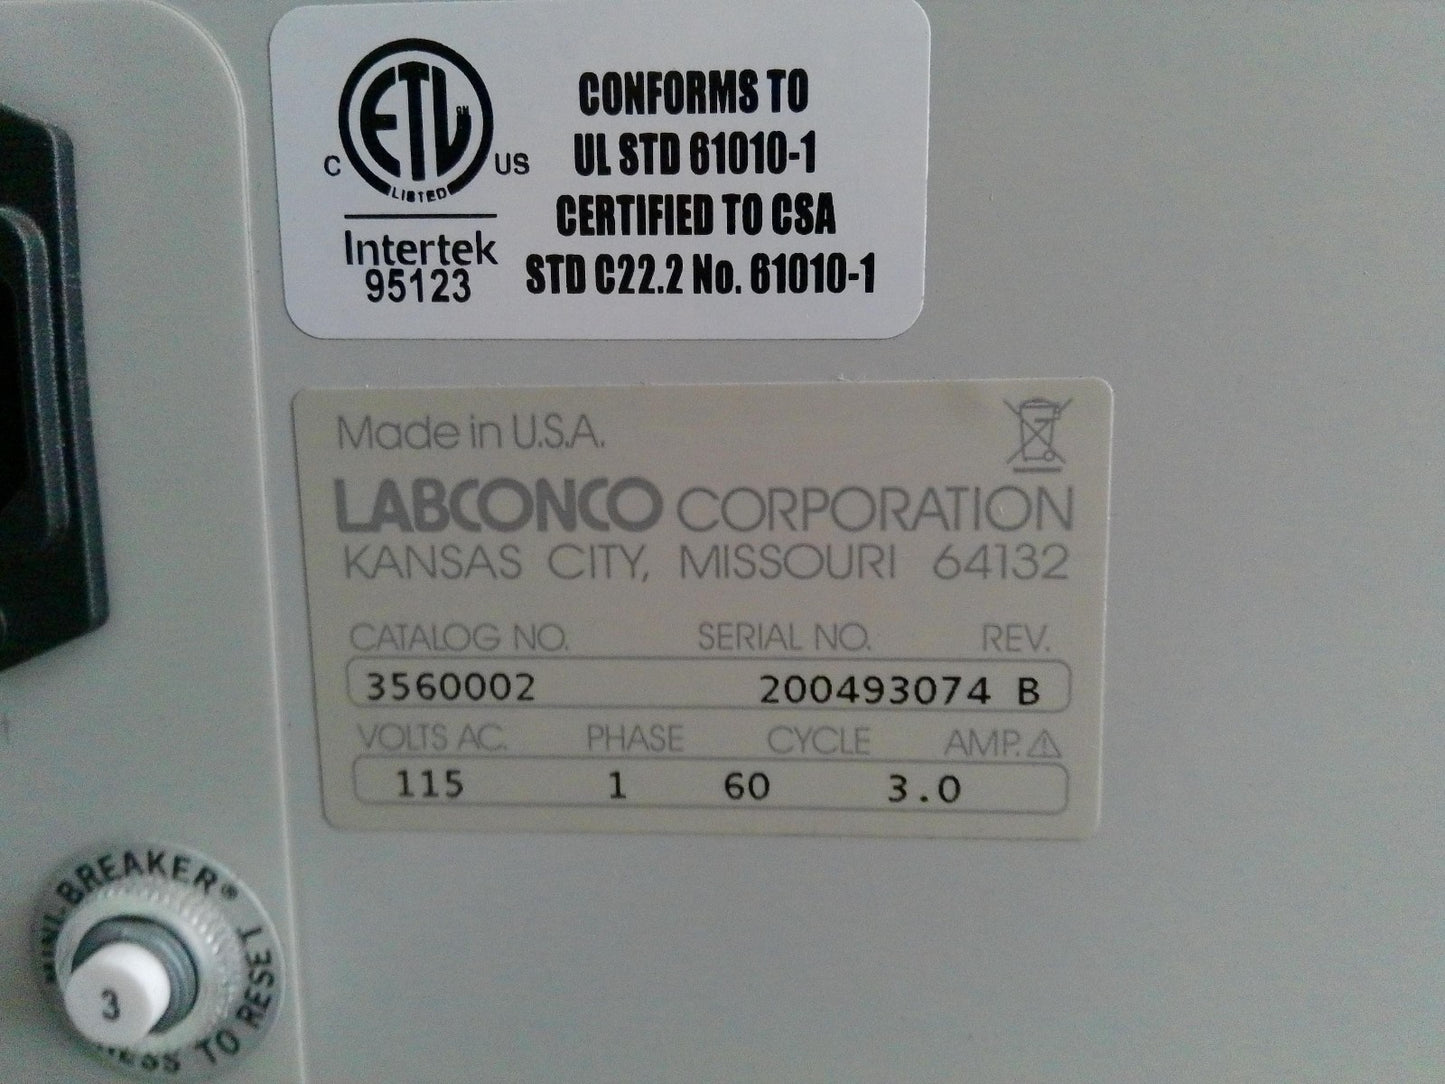 ETL
CM
C
US
LISTED
Intertek
95123
CONFORMS TO
UL STD 61010-1
CERTIFIED TO CSA
STD C22.2 No. 61010-1
Made in U.S.A.
LABCONCO CORPORATION
KANSAS CITY, MISSOURI 64132
CATALOG NO. SERIAL NO. REV.
3560002 200493074 B
VOLTS AC. PHASE CYCLE AMP. ⚠
115 1 60 3.0
MINI-BREAKER®
PRESS TO RESET
3